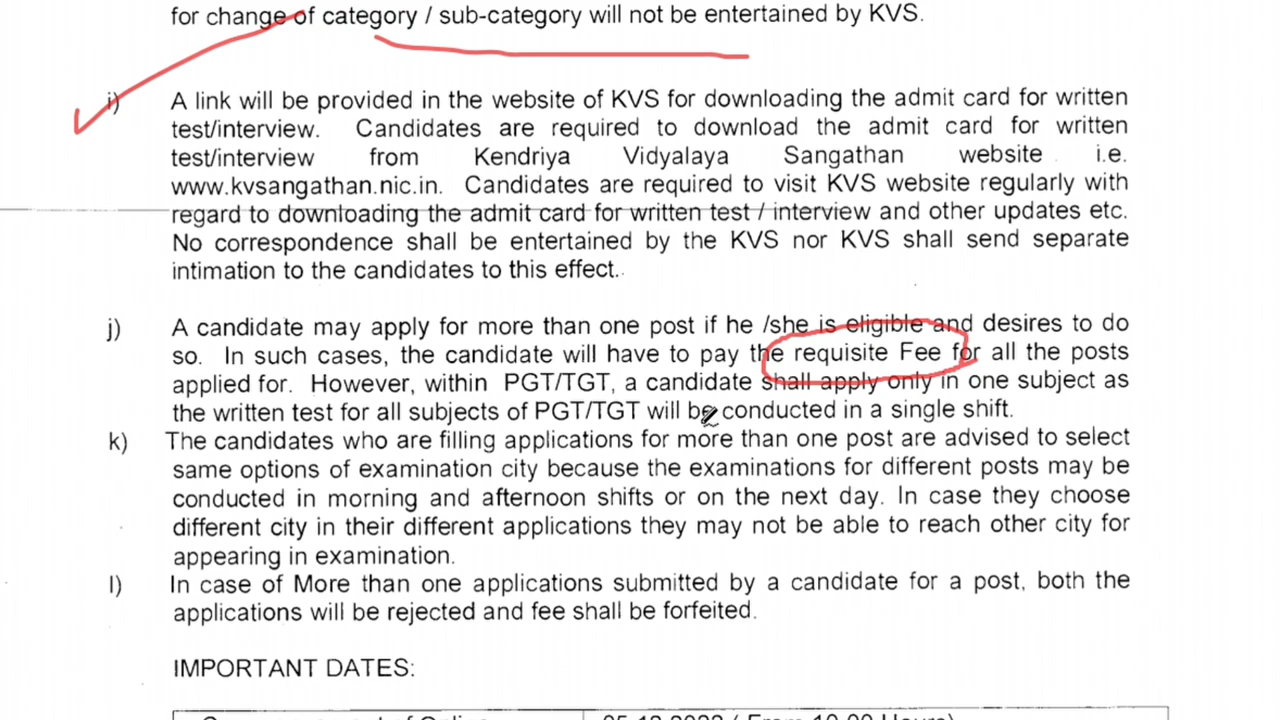 for change of category / sub-category will not be entertained by KVS.
i) A link will be provided in the website of KVS for downloading the admit card for written
test/interview. Candidates are required to download the admit card for written
test/interview from Kendriya Vidyalaya Sangathan website i.e.
www.kvsangathan.nic.in. Candidates are required to visit KVS website regularly with
regard to downloading the admit card for written test / interview and other updates etc.
No correspondence shall be entertained by the KVS nor KVS shall send separate
intimation to the candidates to this effect.
j) A candidate may apply for more than one post if he /she is eligible and desires to do
so. In such cases, the candidate will have to pay the requisite Fee for all the posts
applied for. However, within PGT/TGT, a candidate shall apply only in one subject as
the written test for all subjects of PGT/TGT will be conducted in a single shift.
k) The candidates who are filling applications for more than one post are advised to select
same options of examination city because the examinations for different posts may be
conducted in morning and afternoon shifts or on the next day. In case they choose
different city in their different applications they may not be able to reach other city for
appearing in examination.
l) In case of More than one applications submitted by a candidate for a post, both the
applications will be rejected and fee shall be forfeited.
IMPORTANT DATES: